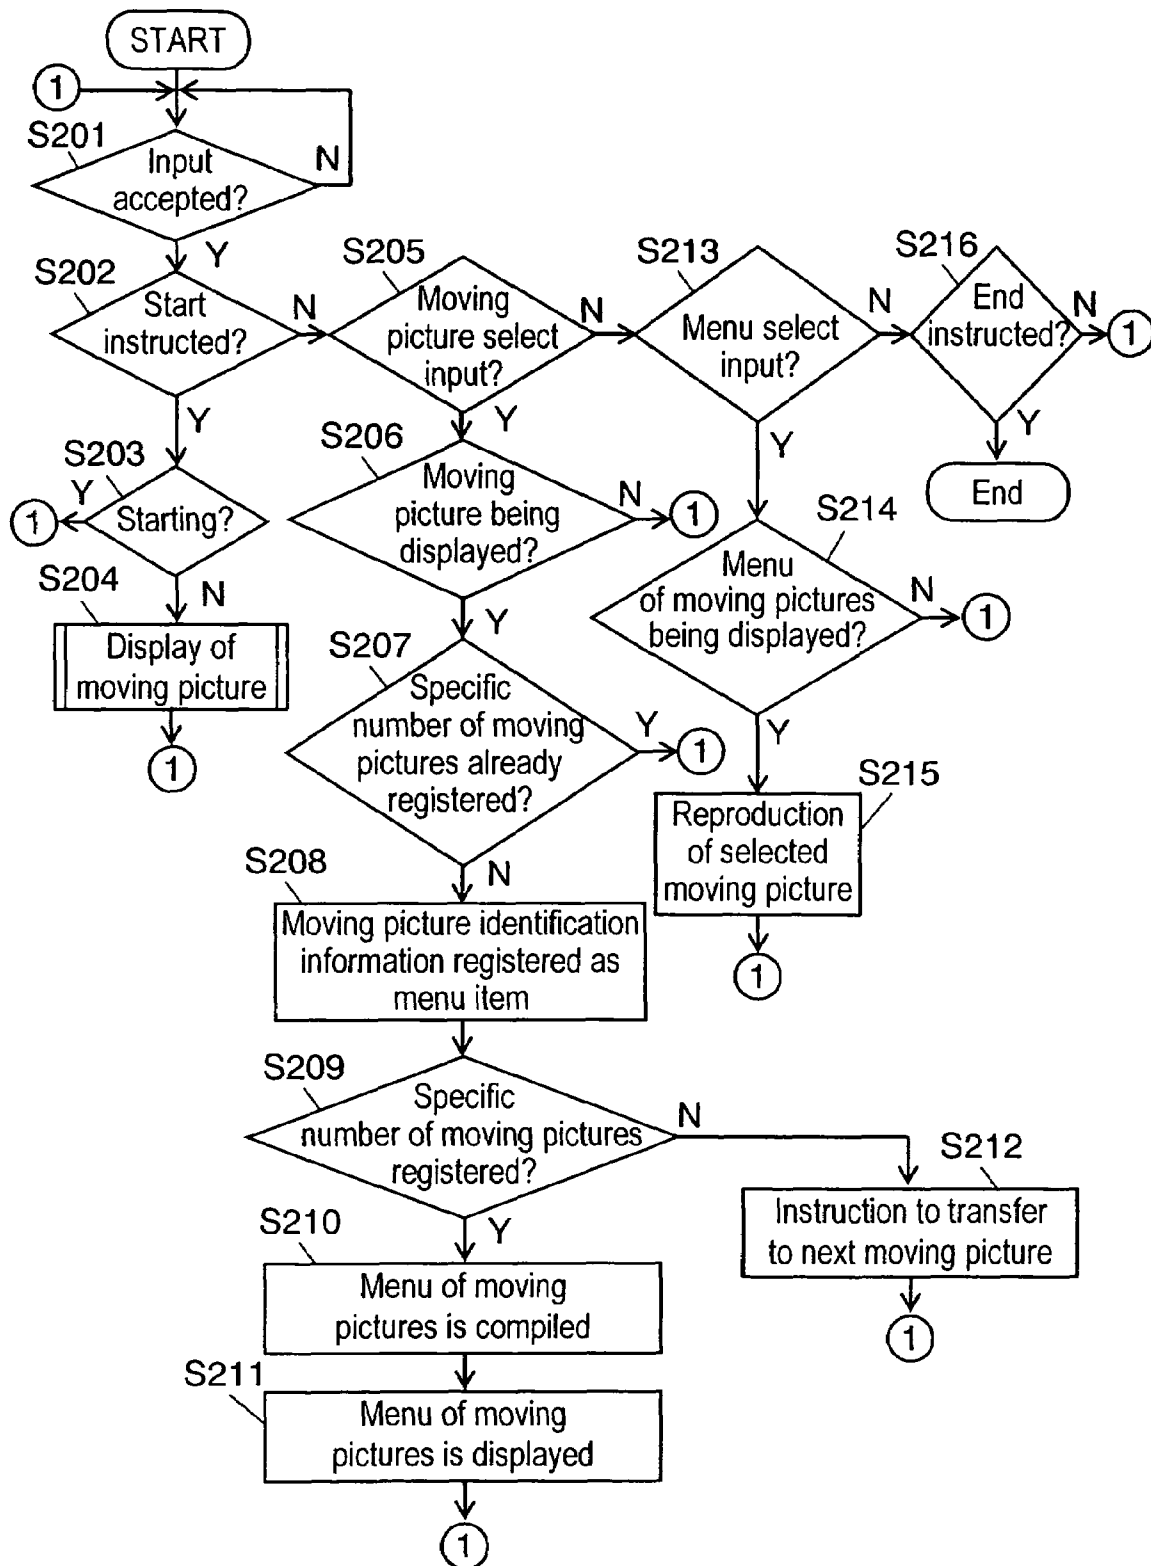 START
1
S201
Input
accepted?
N
Y
S202
Start
instructed?
N
Y
S203
Starting?
Y
1
N
S204
Display of
moving picture
1
S205
Moving
picture select
input?
N
Y
S206
Moving
picture being
displayed?
N
1
Y
S207
Specific
number of moving
pictures already
registered?
Y
1
N
S208
Moving picture identification
information registered as
menu item
S209
Specific
number of moving pictures
registered?
N
Y
S210
Menu of moving
pictures is compiled
S211
Menu of moving
pictures is displayed
1
S212
Instruction to transfer
to next moving picture
1
S213
Menu select
input?
N
Y
S214
Menu
of moving pictures
being displayed?
N
1
Y
S215
Reproduction
of selected
moving picture
1
S216
End
instructed?
N
1
Y
End